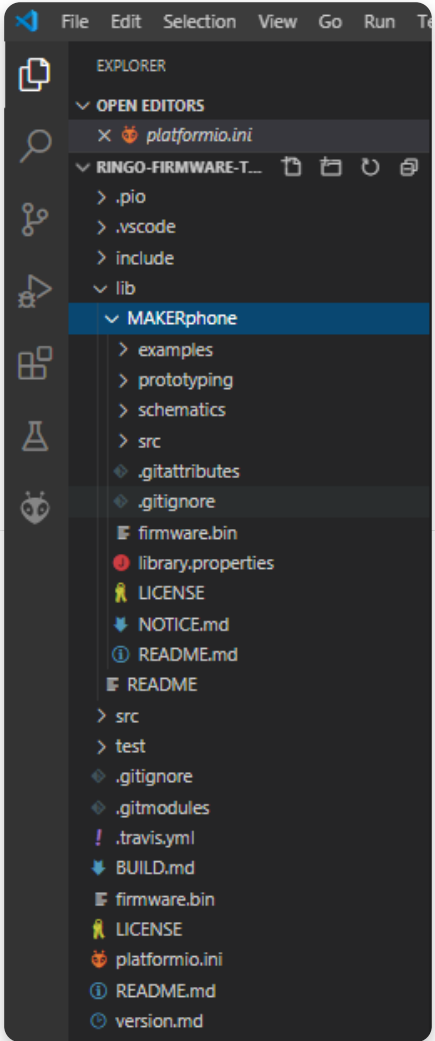 File Edit Selection View Go Run Te
EXPLORER
OPEN EDITORS
platformio.ini
RINGO-FIRMWARE-T...
.pio
.vscode
include
lib
MAKERphone
examples
prototyping
schematics
src
.gitattributes
.gitignore
firmware.bin
library.properties
LICENSE
NOTICE.md
README.md
README
src
test
.gitignore
.gitmodules
.travis.yml
BUILD.md
firmware.bin
LICENSE
platformio.ini
README.md
version.md